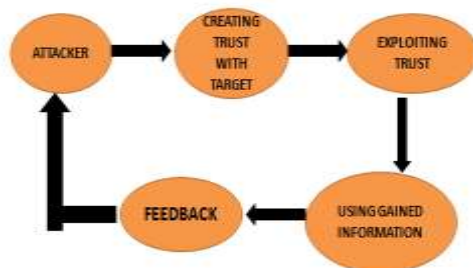 ATTACKER
CREATING
TRUST
WITH
TARGET
EXPLOITING
TRUST
USING GAINED
INFORMATION
FEEDBACK